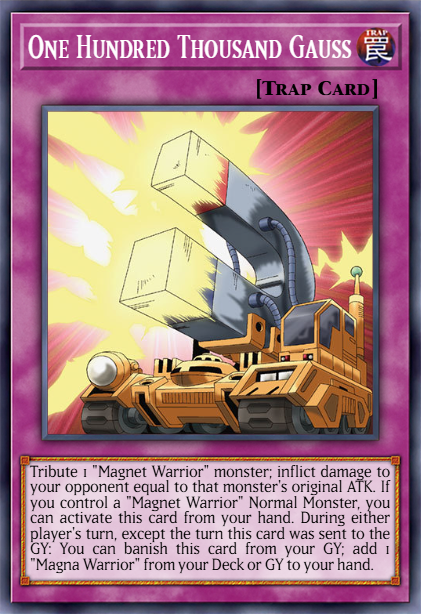 One Hundred Thousand Gauss
TRAP
罠
[Trap Card]
Tribute 1 "Magnet Warrior" monster; inflict damage to
your opponent equal to that monster's original ATK. If
you control a "Magnet Warrior" Normal Monster, you
can activate this card from your hand. During either
player's turn, except the turn this card was sent to the
GY: You can banish this card from your GY; add 1
"Magna Warrior" from your Deck or GY to your hand.